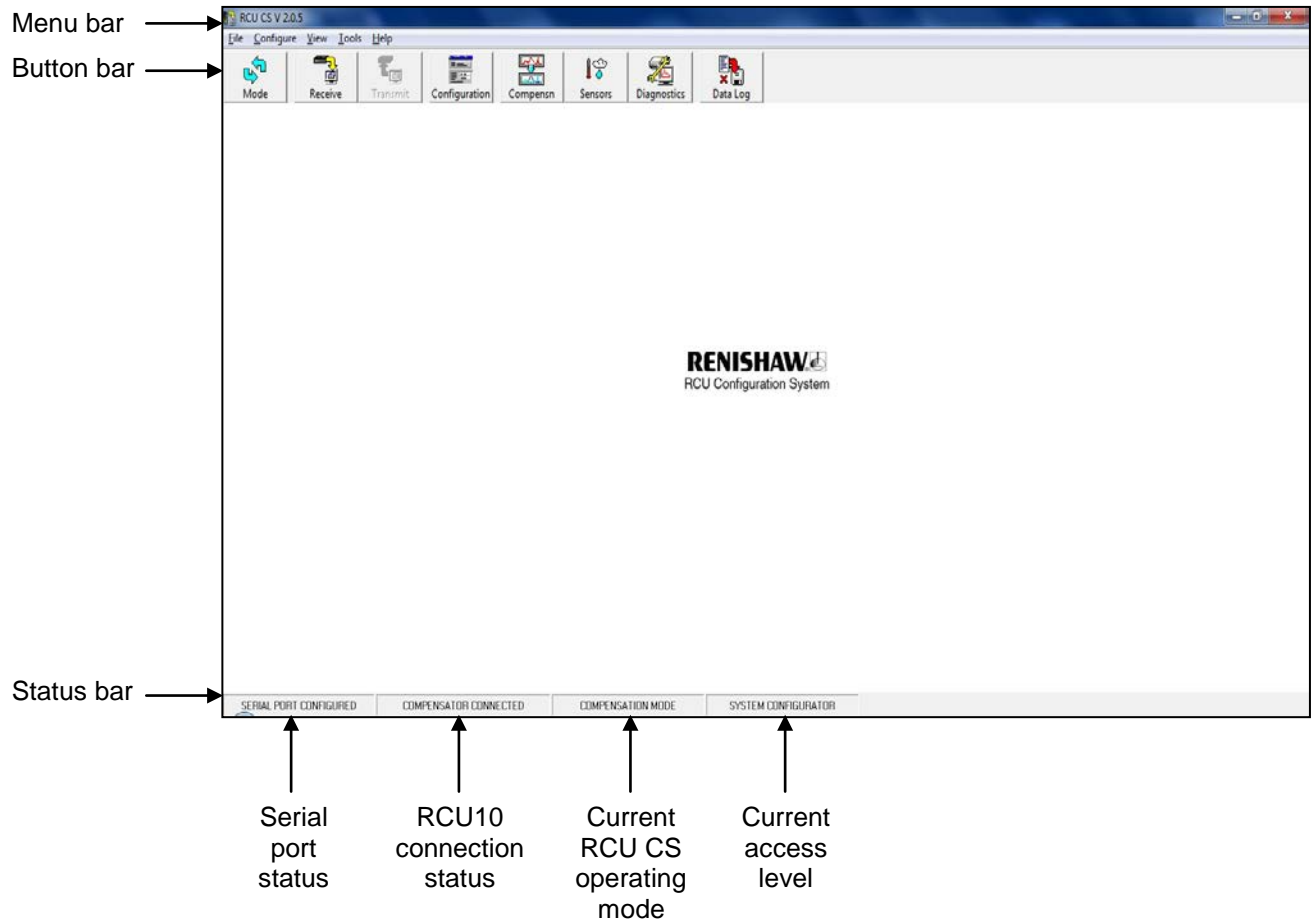 Menu bar
RCU CS V 2.0.5
File Configure View Tools Help
Button bar
Mode Receive Transmit Configuration Compensn Sensors Diagnostics Data Log
RENISHAW
RCU Configuration System
Status bar
SERIAL PORT CONFIGURED COMPENSATOR CONNECTED COMPENSATION MODE SYSTEM CONFIGURATOR
Serial
port
status
RCU10
connection
status
Current
RCU CS
operating
mode
Current
access
level